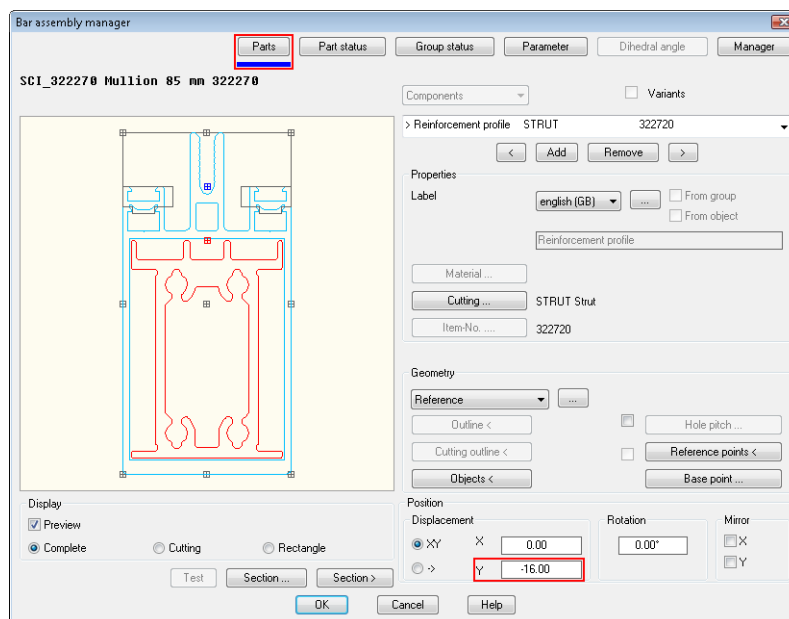 Bar assembly manager
Parts Part status Group status Parameter Dihedral angle Manager
SCI_322270 Mullion 85 mm 322270
Components Variants
> Reinforcement profile STRUT 322720
< Add Remove >
Properties
Label english (GB) ... From group
From object
Reinforcement profile
Material ...
Cutting ... STRUT Strut
Item-No. .... 322720
Geometry
Reference ...
Outline < Hole pitch ...
Cutting outline < Reference points <
Objects < Base point ...
Display
Preview
Complete Cutting Rectangle
Test Section ... Section >
Position
Displacement Rotation Mirror
XY X 0.00 0.00° X
-> Y -16.00 Y
OK Cancel Help